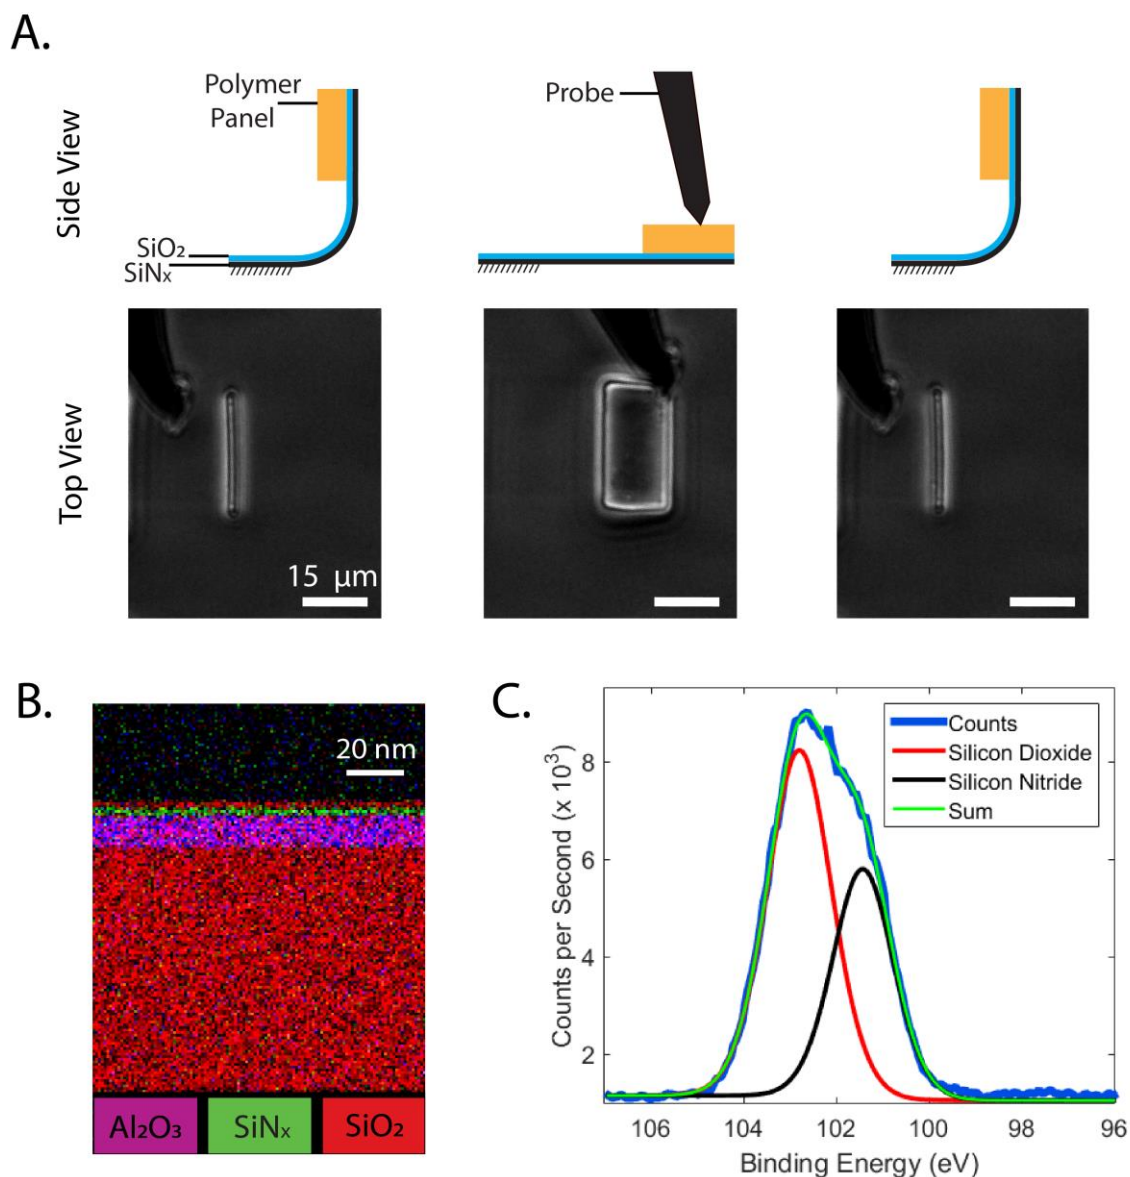 A.
Side View
Polymer
Panel
SiO₂
SiNₓ
Probe
Top View
15 μm
B.
20 nm
Al₂O₃
SiNₓ
SiO₂
C.
Counts per Second (x 10³)
8
6
4
2
Counts
Silicon Dioxide
Silicon Nitride
Sum
106 104 102 100 98 96
Binding Energy (eV)